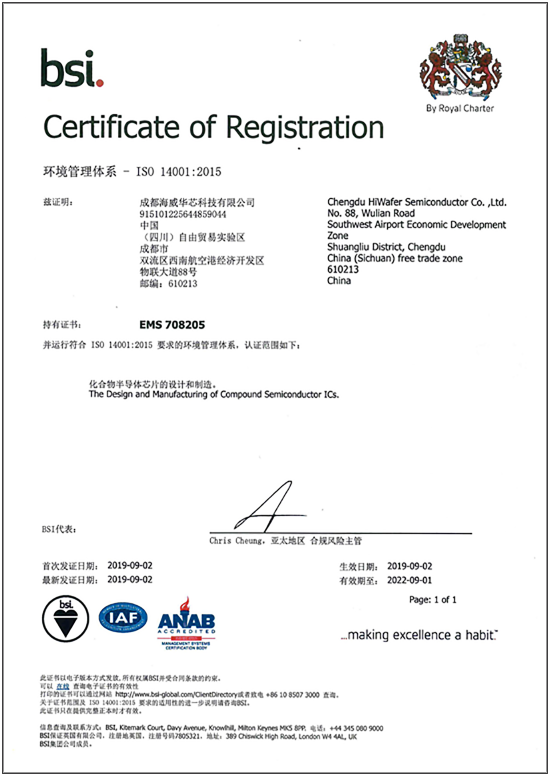 bsi.
By Royal Charter
Certificate of Registration
环境管理体系 - ISO 14001:2015
兹证明:
成都海威华芯科技有限公司
915101225644859044
中国
（四川）自由贸易实验区
成都市
双流区西南航空港经济开发区
物联大道88号
邮编: 610213
Chengdu HiWafer Semiconductor Co. ,Ltd.
No. 88, Wulian Road
Southwest Airport Economic Development
Zone
Shuangliu District, Chengdu
China (Sichuan) free trade zone
610213
China
持有证书:
EMS 708205
并运行符合 ISO 14001:2015 要求的环境管理体系，认证范围如下:
化合物半导体芯片的设计和制造。
The Design and Manufacturing of Compound Semiconductor ICs.
BSI代表:
Chris Cheung, 亚太地区 合规风险主管
首次发证日期: 2019-09-02
生效日期: 2019-09-02
最新发证日期: 2019-09-02
有效期至: 2022-09-01
Page: 1 of 1
bsi.
IAF
ANAB
ACCREDITED
MANAGEMENT SYSTEMS
CERTIFICATION BODY
...making excellence a habit.™
此证书以电子版本方式发放,所有权属BSI并受合同条款的约束。
可以 在线 查询电子证书的有效性
打印的证书可以通过网站 http://www.bsi-global.com/ClientDirectory或者致电 +86 10 8507 3000 查询。
关于证书范围及 ISO 14001:2015 要求的适用性的进一步说明请咨询BSI。
此证书只在提供完整正本时才有效。
信息查询及联系方式: BSI, Kitemark Court, Davy Avenue, Knowlhill, Milton Keynes MK5 8PP. 电话: +44 345 080 9000
BSI保证英国有限公司, 注册地英国, 注册号码7805321. 地址: 389 Chiswick High Road, London W4 4AL, UK
BSI集团公司成员。